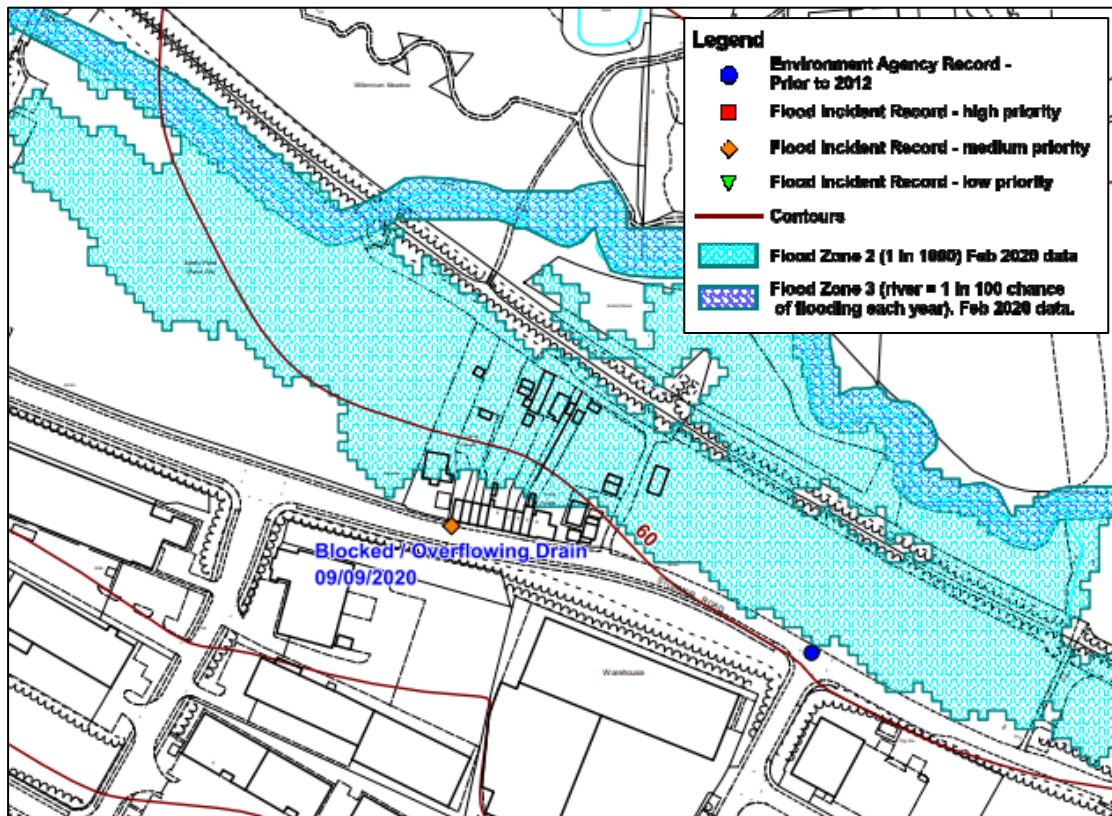 Millennium Meadow
Legend
Environment Agency Record -
Prior to 2012
Flood Incident Record - high priority
Flood Incident Record - medium priority
Flood Incident Record - low priority
Contours
Flood Zone 2 (1 in 1000) Feb 2020 data
Flood Zone 3 (river = 1 in 100 chance
of flooding each year). Feb 2020 data.
Blocked / Overflowing Drain
09/09/2020
60
Warehouse